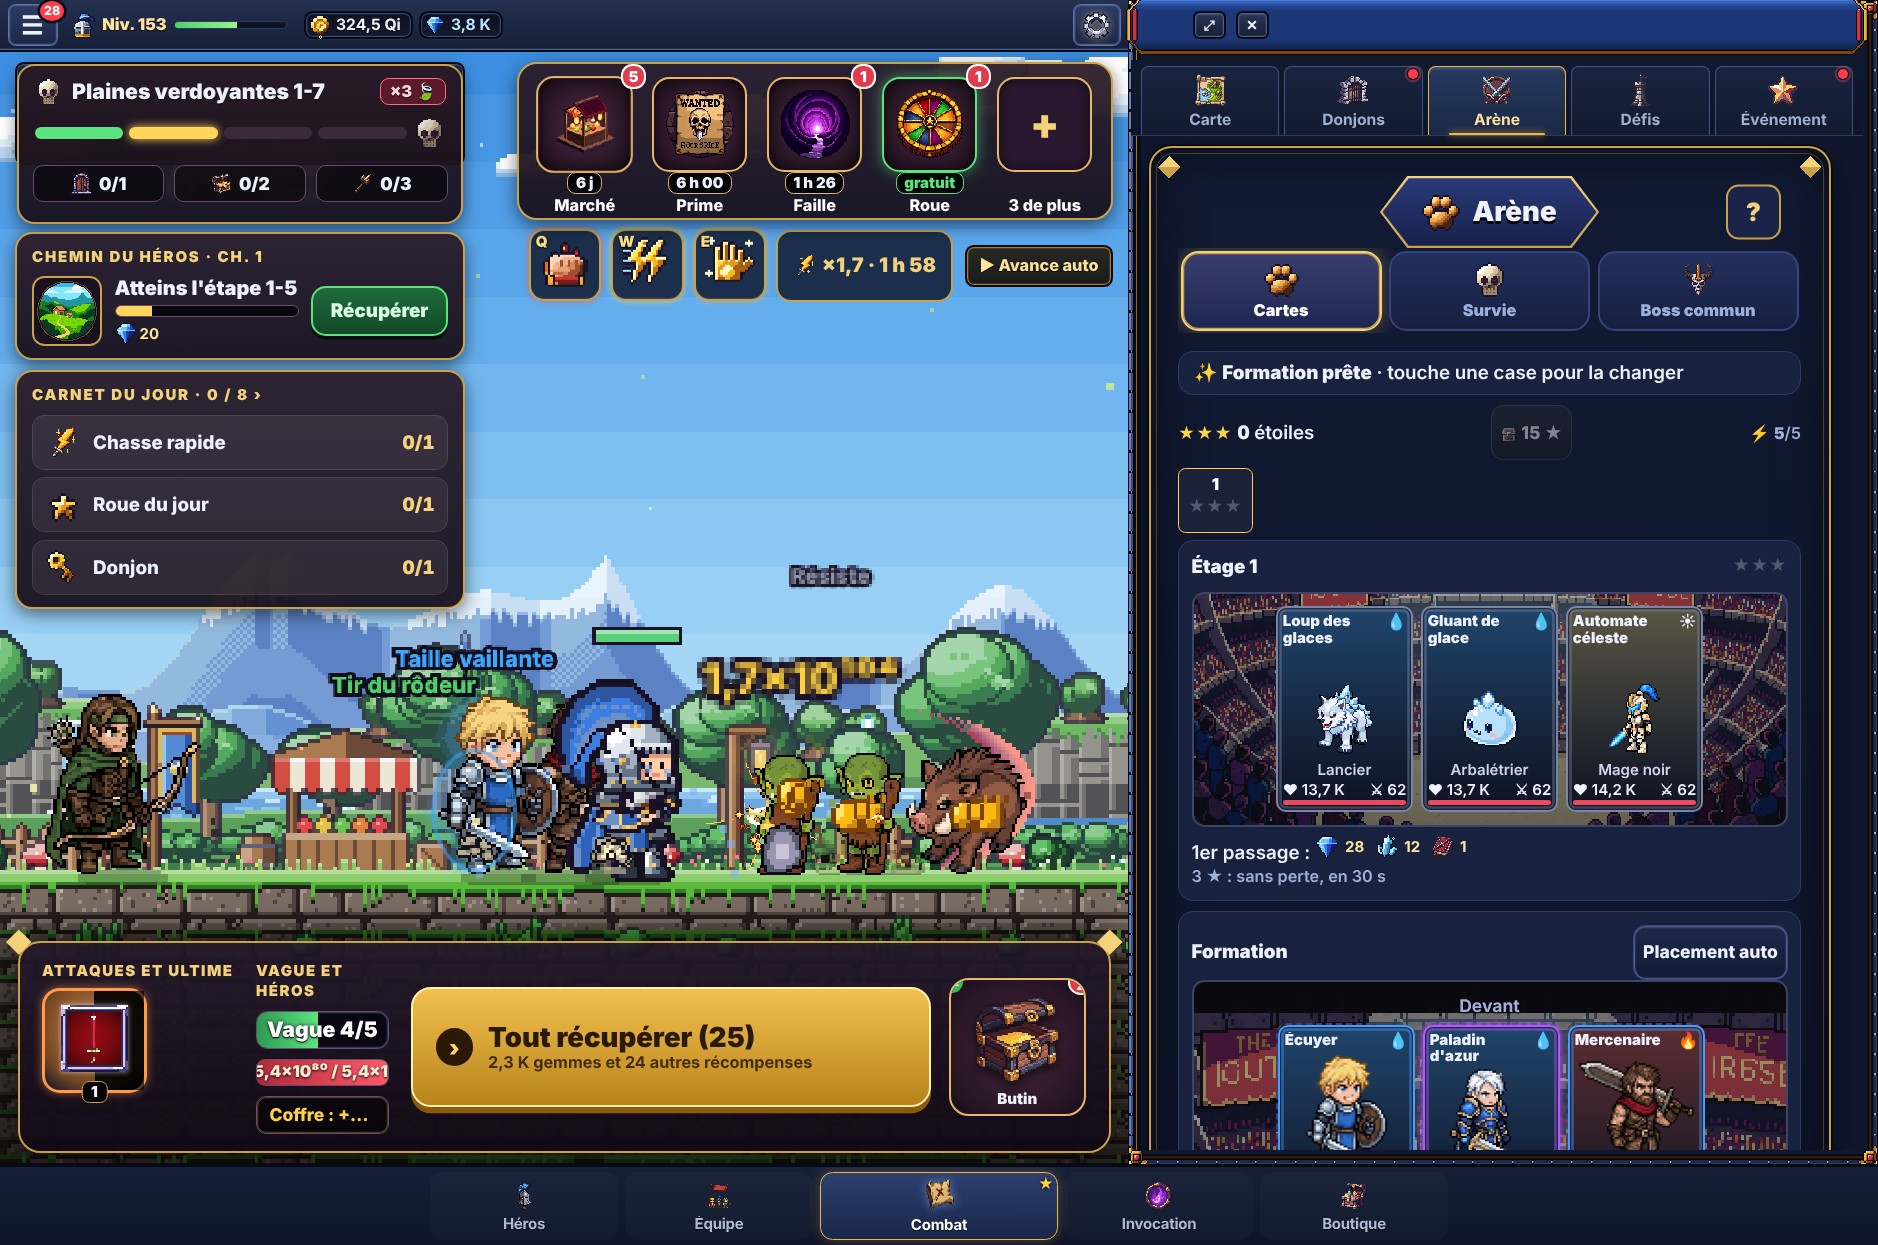 28
Niv. 153
324,5 Qi
3,8 K
Plaines verdoyantes 1-7
×3
0/1
0/2
0/3
CHEMIN DU HÉROS · CH. 1
Atteins l'étape 1-5
20
Récupérer
CARNET DU JOUR · 0 / 8 ›
Chasse rapide
0/1
Roue du jour
0/1
Donjon
0/1
5
WANTED
1
1
+
6 j
6 h 00
1 h 26
gratuit
Marché
Prime
Faille
Roue
3 de plus
Q
W
E
×1,7 · 1 h 58
▶ Avance auto
Résiste
Taille vaillante
Tir du rôdeur
ATTAQUES ET ULTIME
1
VAGUE ET
HÉROS
Vague 4/5
5,4×10⁸⁰ / 5,4×1
Coffre : +...
Tout récupérer (25)
2,3 K gemmes et 24 autres récompenses
Butin
Héros
Équipe
Combat
Invocation
Boutique
Carte
Donjons
Arène
Défis
Événement
Arène
?
Cartes
Survie
Boss commun
✨ Formation prête · touche une case pour la changer
★★★ 0 étoiles
15 ★
⚡ 5/5
1
★★★
Étage 1
★★★
Loup des
glaces
Lancier
♥ 13,7 K ⚔ 62
Gluant de
glace
Arbalétrier
♥ 13,7 K ⚔ 62
Automate
céleste
Mage noir
♥ 14,2 K ⚔ 62
1er passage : 28 12 1
3 ★ : sans perte, en 30 s
Formation
Placement auto
Devant
Écuyer
Paladin
d'azur
Mercenaire